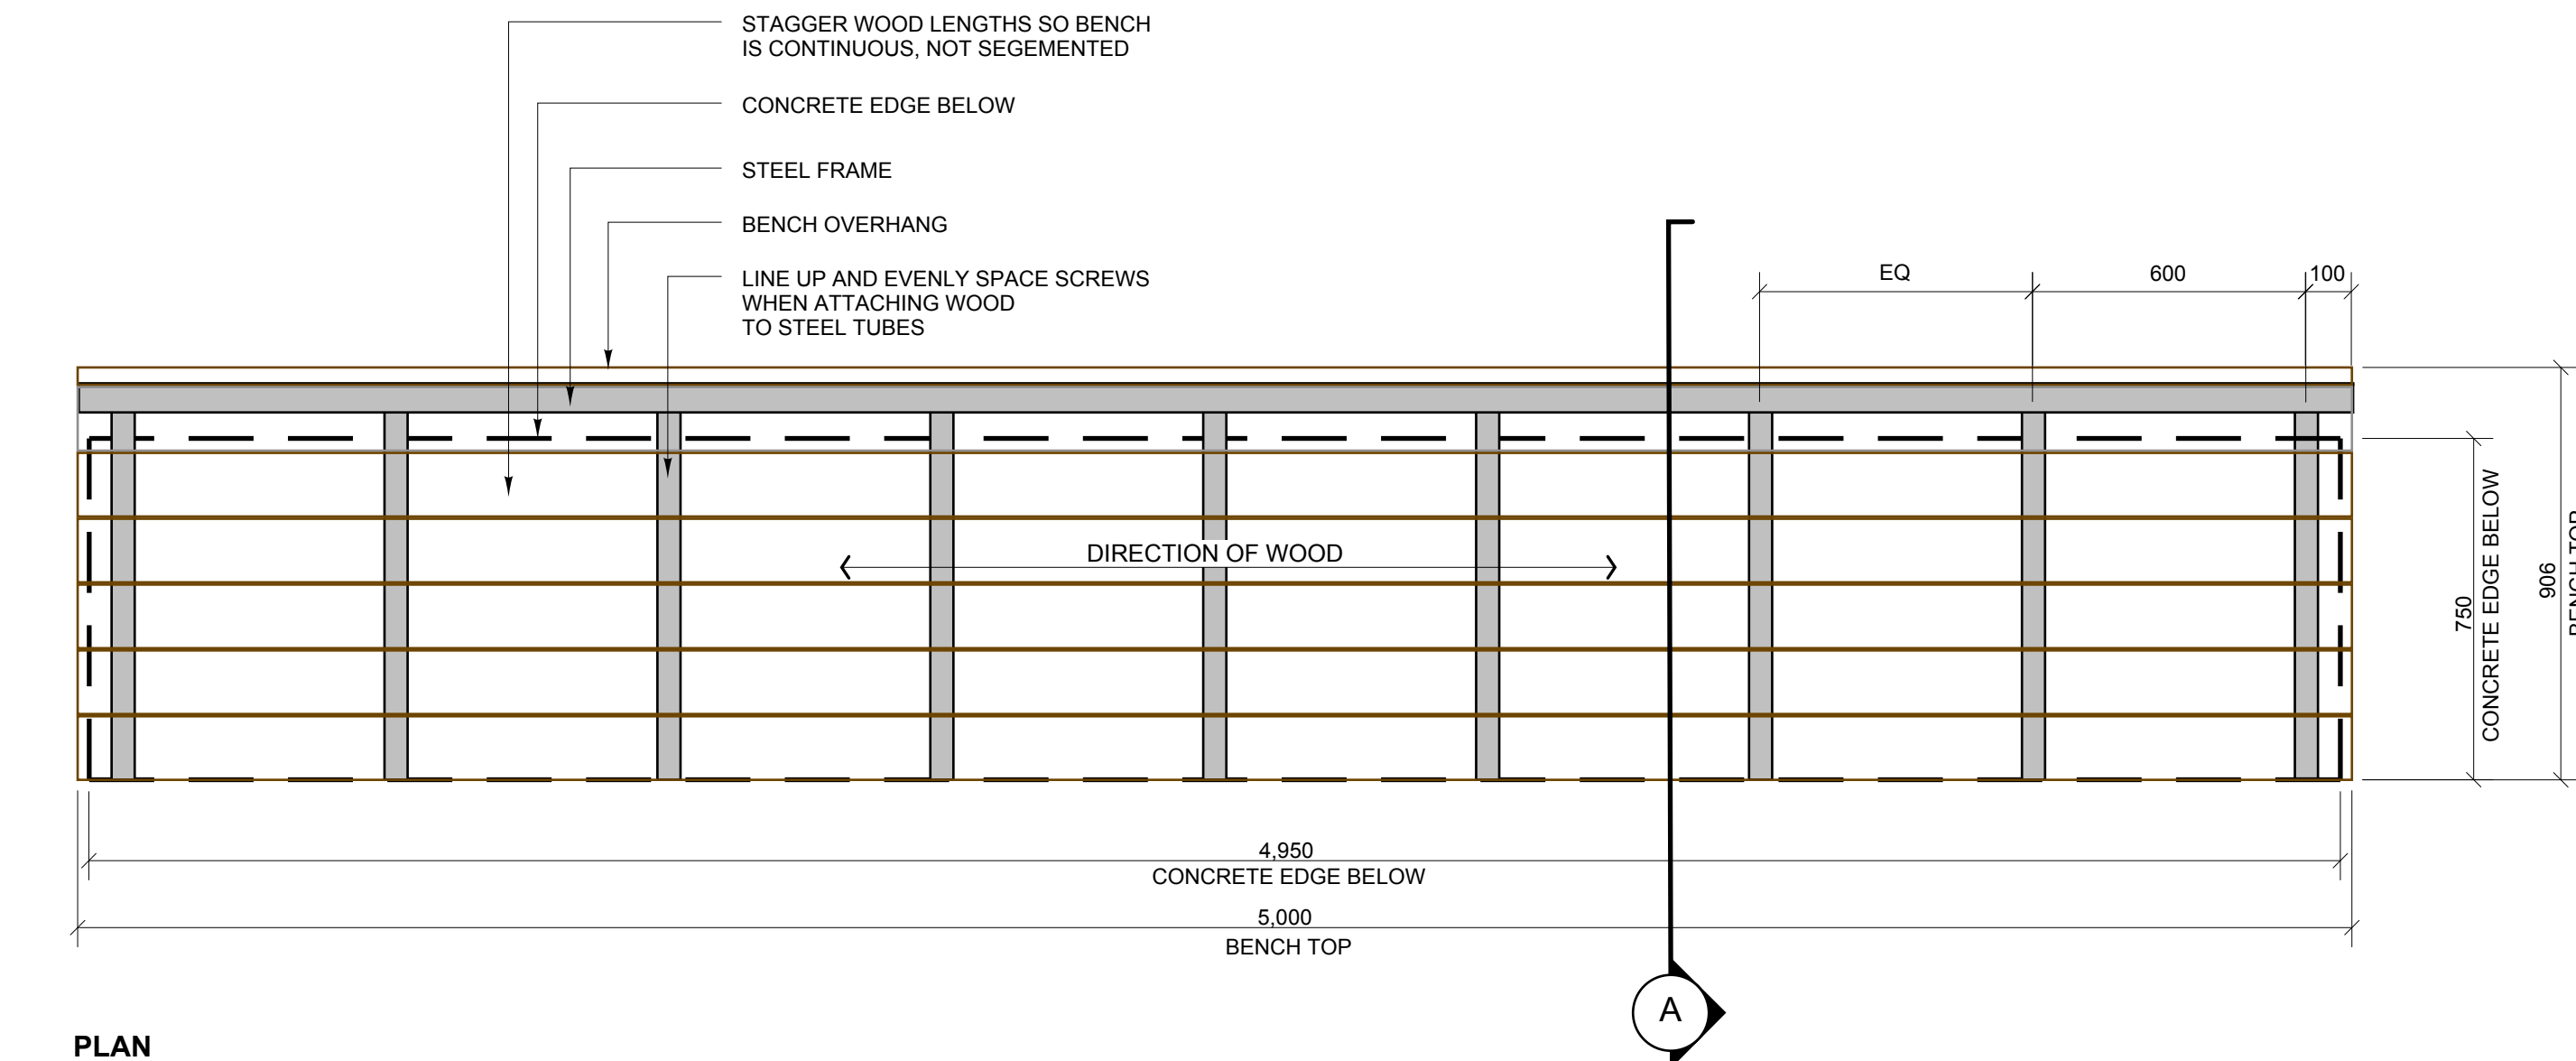 STAGGER WOOD LENGTHS SO BENCH
IS CONTINUOUS, NOT SEGEMENTED
CONCRETE EDGE BELOW
STEEL FRAME
BENCH OVERHANG
LINE UP AND EVENLY SPACE SCREWS
WHEN ATTACHING WOOD
TO STEEL TUBES
EQ
600
100
DIRECTION OF WOOD
750
CONCRETE EDGE BELOW
906
BENCH TOP
4,950
CONCRETE EDGE BELOW
5,000
BENCH TOP
A
PLAN